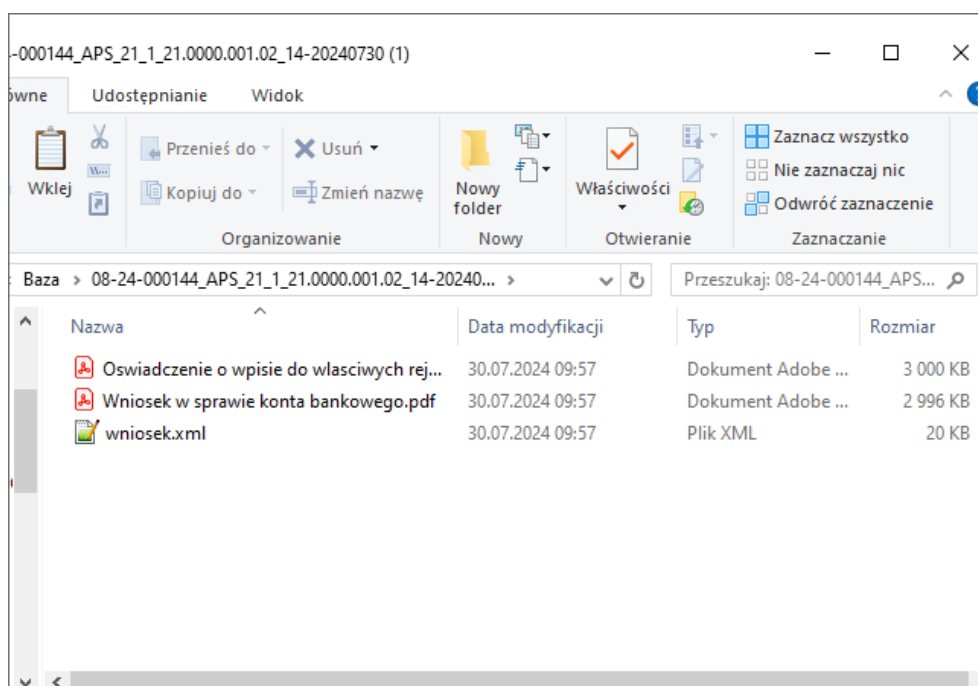 -000144_APS_21_1_21.0000.001.02_14-20240730 (1)
ówne Udostępnianie Widok
Wklej
Przenieś do
Kopiuj do
Usuń
Zmień nazwę
Organizowanie
Nowy folder
Nowy
Właściwości
Otwieranie
Zaznacz wszystko
Nie zaznaczaj nic
Odwróć zaznaczenie
Zaznaczanie
Baza > 08-24-000144_APS_21_1_21.0000.001.02_14-20240... >
Przeszukaj: 08-24-000144_APS...
Nazwa Data modyfikacji Typ Rozmiar
Oswiadczenie o wpisie do wlasciwych rej... 30.07.2024 09:57 Dokument Adobe ... 3 000 KB
Wniosek w sprawie konta bankowego.pdf 30.07.2024 09:57 Dokument Adobe ... 2 996 KB
wniosek.xml 30.07.2024 09:57 Plik XML 20 KB